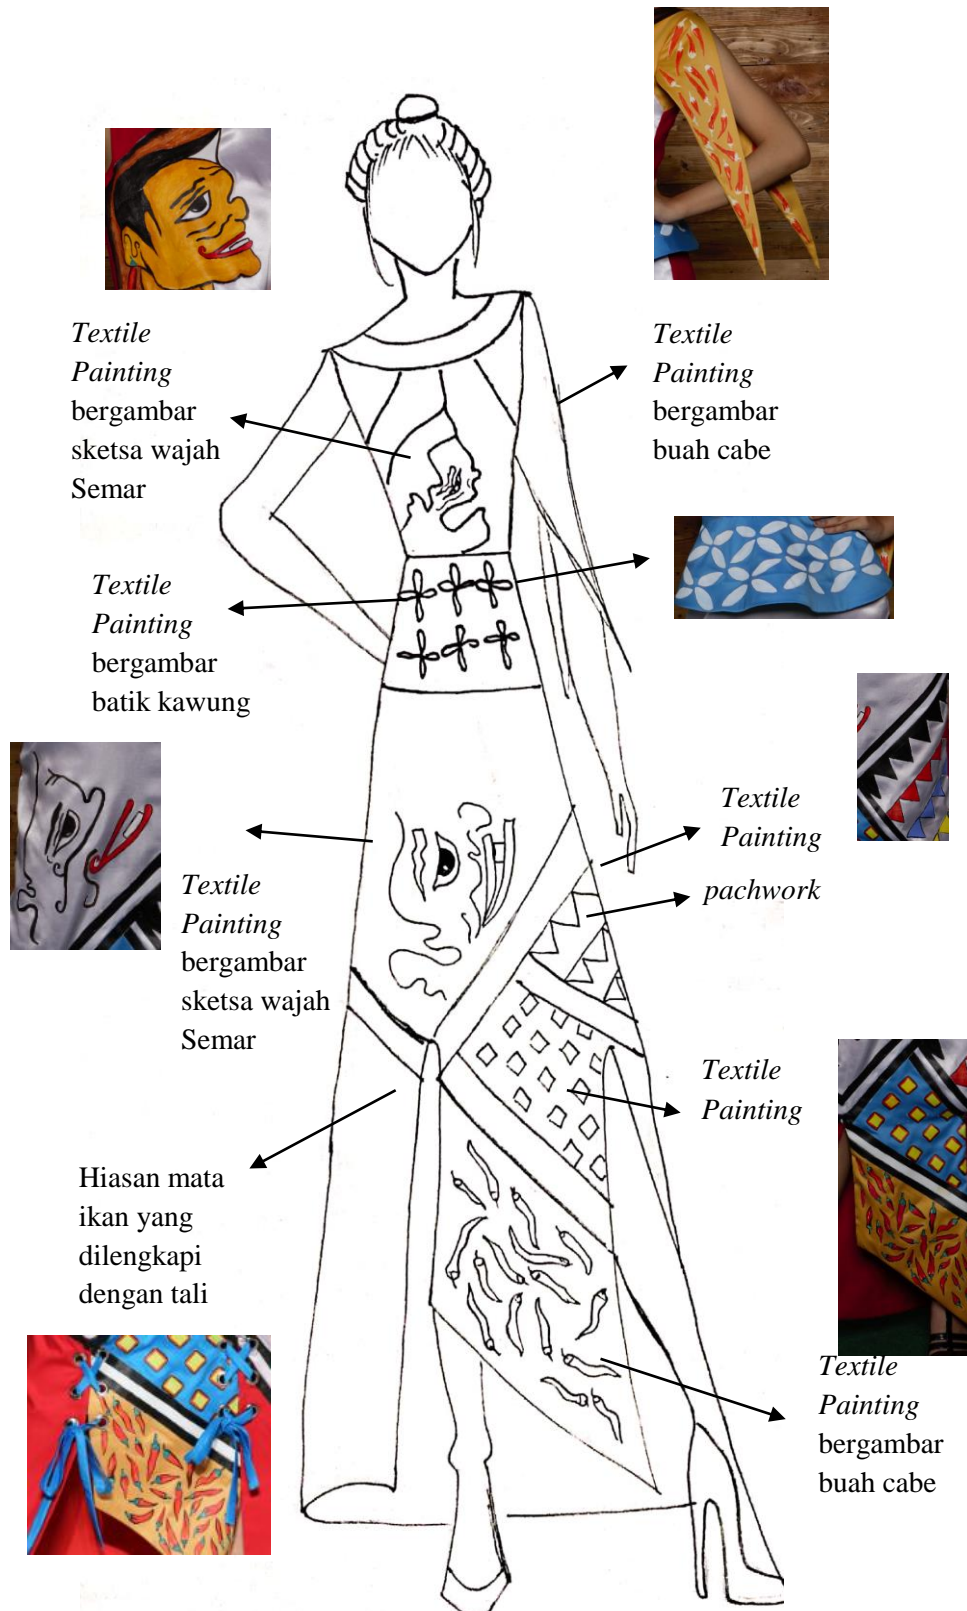 Textile
Painting
bergambar
sketsa wajah
Semar
Textile
Painting
bergambar
buah cabe
Textile
Painting
bergambar
batik kawung
Textile
Painting
pachwork
Textile
Painting
bergambar
sketsa wajah
Semar
Textile
Painting
Hiasan mata
ikan yang
dilengkapi
dengan tali
Textile
Painting
bergambar
buah cabe